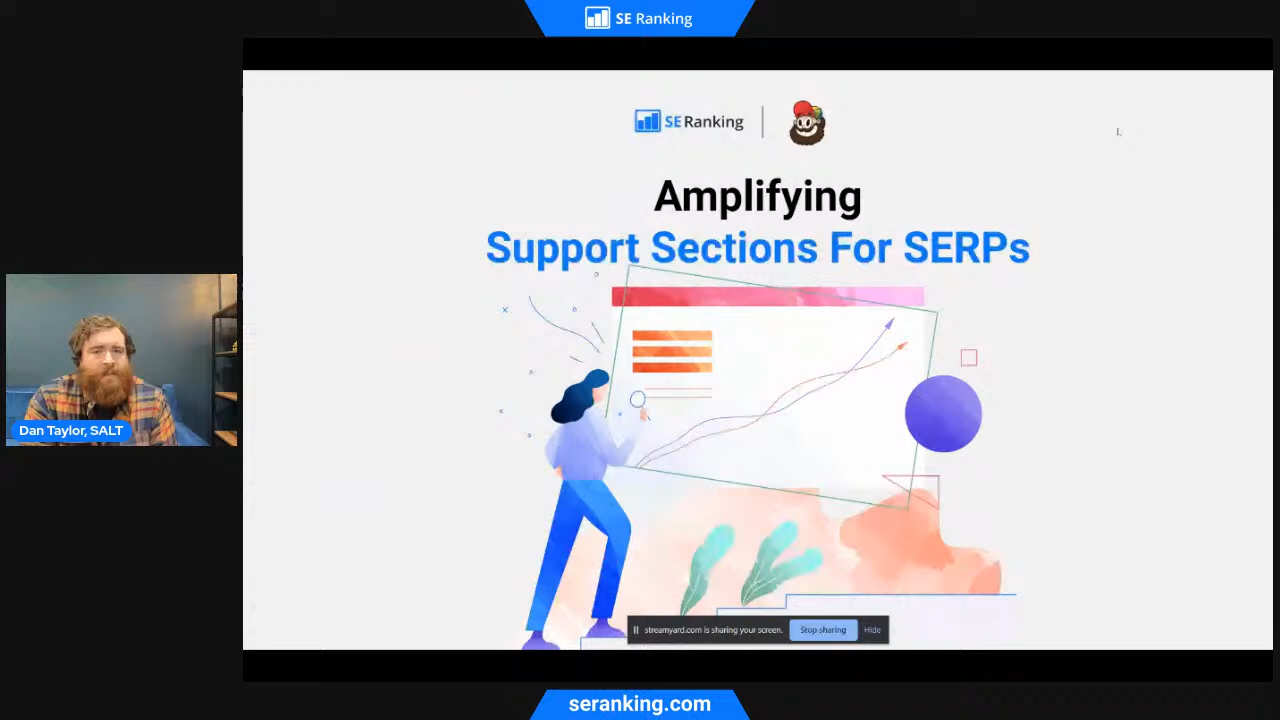 SE Ranking
SE Ranking
Amplifying
Support Sections For SERPs
Dan Taylor, SALT
streamyard.com is sharing your screen.
Stop sharing
Hide
seranking.com